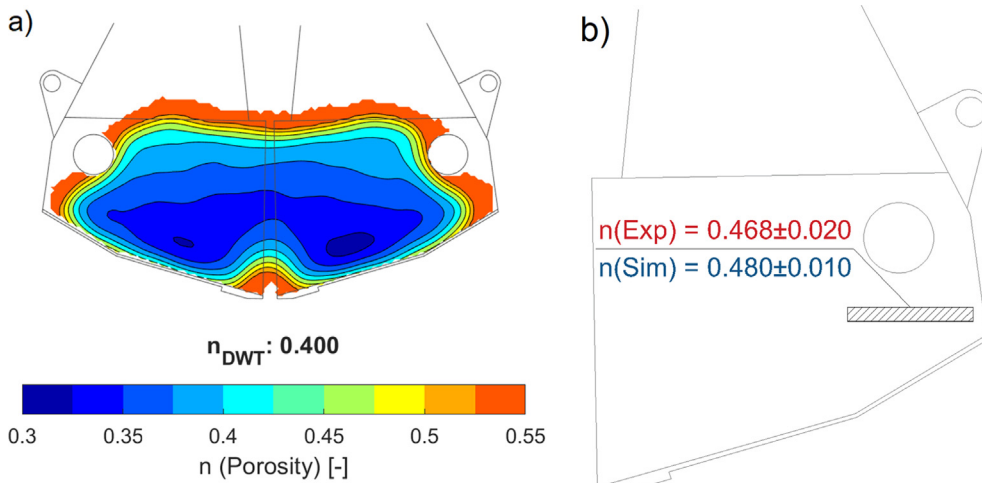 a)
b)
n(Exp) = 0.468±0.020
n(Sim) = 0.480±0.010
n_DWT: 0.400
0.3 0.35 0.4 0.45 0.5 0.55
n (Porosity) [-]